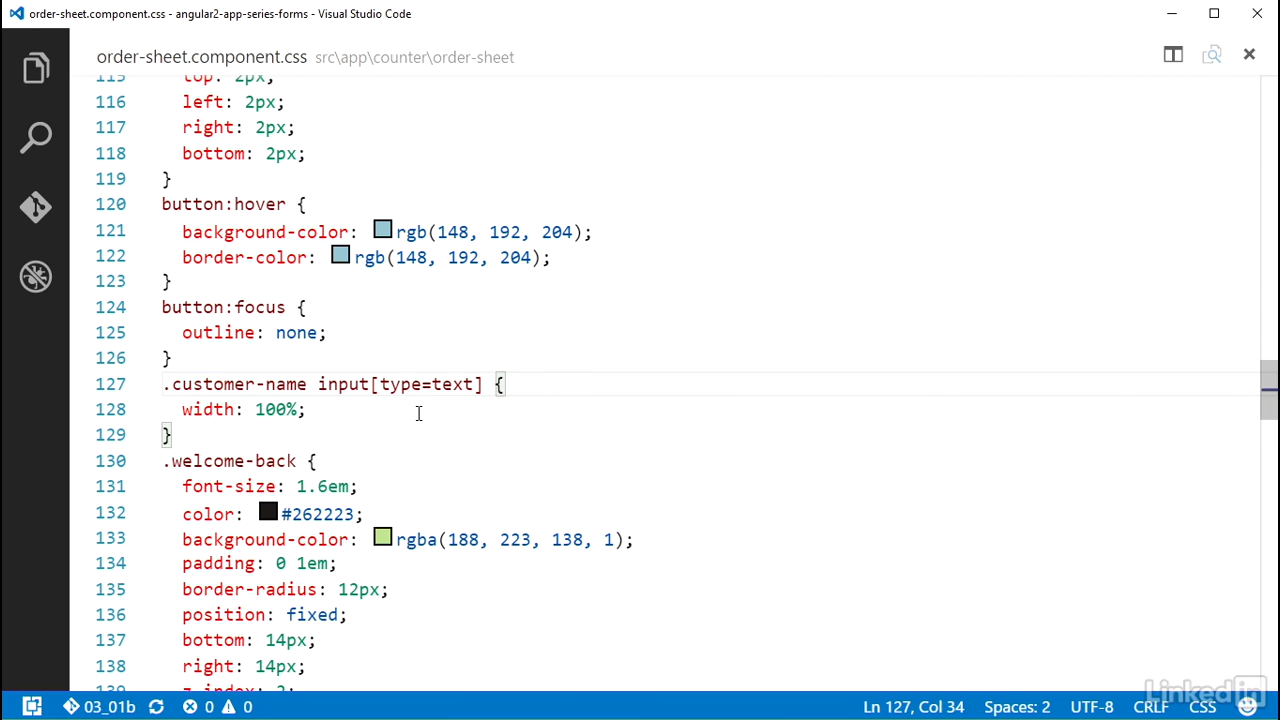 order-sheet.component.css - angular2-app-series-forms - Visual Studio Code
order-sheet.component.css src\app\counter\order-sheet
115 top: 2px;
116 left: 2px;
117 right: 2px;
118 bottom: 2px;
119 }
120 button:hover {
121 background-color: rgb(148, 192, 204);
122 border-color: rgb(148, 192, 204);
123 }
124 button:focus {
125 outline: none;
126 }
127 .customer-name input[type=text] {
128 width: 100%;
129 }
130 .welcome-back {
131 font-size: 1.6em;
132 color: #262223;
133 background-color: rgba(188, 223, 138, 1);
134 padding: 0 1em;
135 border-radius: 12px;
136 position: fixed;
137 bottom: 14px;
138 right: 14px;
139 z-index: 2;
03_01b 0 0 Ln 127, Col 34 Spaces: 2 UTF-8 CRLF CSS
LinkedIn